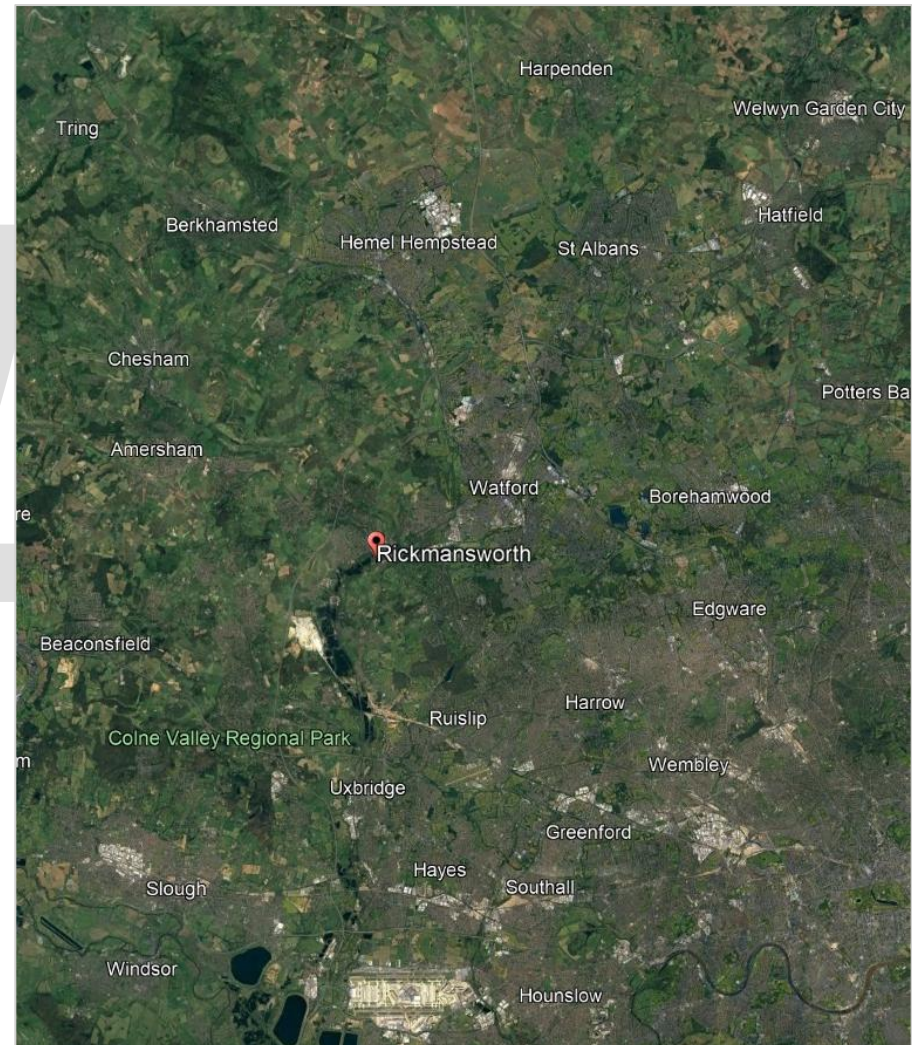 Harpenden
Welwyn Garden City
Tring
Hatfield
Berkhamsted
Hemel Hempstead
St Albans
Chesham
Potters Ba
Amersham
Watford
Borehamwood
re
Rickmansworth
Edgware
Beaconsfield
Harrow
Ruislip
Colne Valley Regional Park
m
Wembley
Uxbridge
Greenford
Hayes
Southall
Slough
Windsor
Hounslow